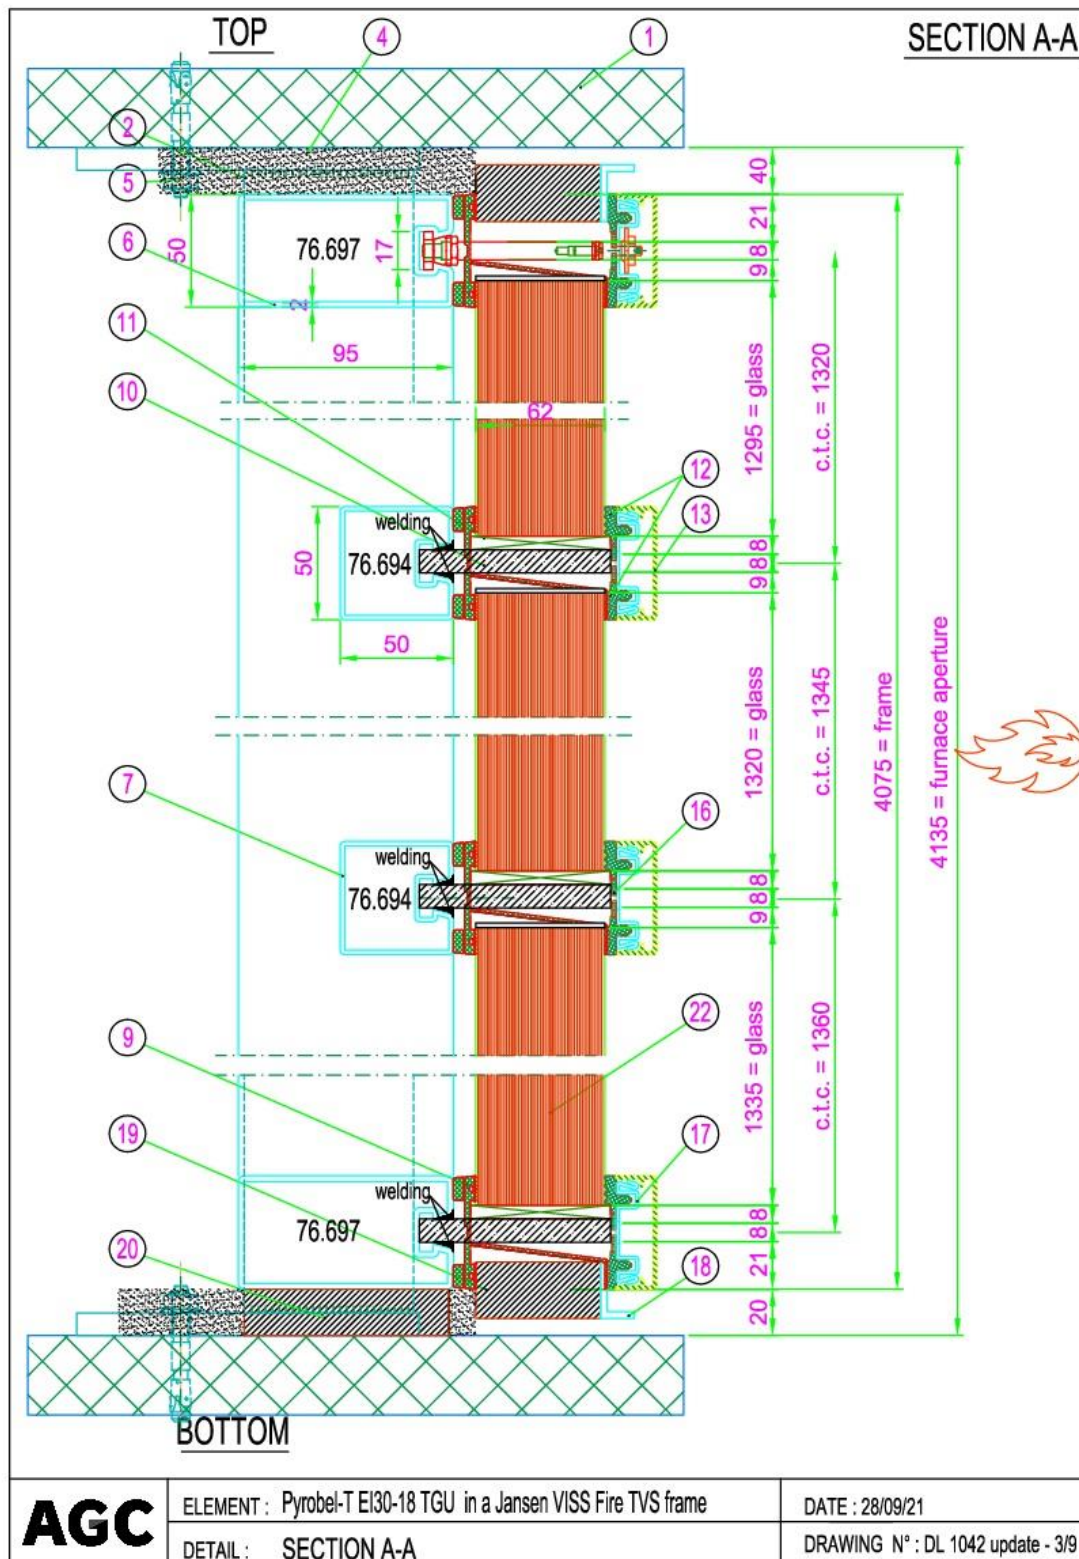 TOP
4
1
SECTION A-A
2
5
6
50
76.697
17
2
95
40
21
8
9
11
10
62
1295 = glass
c.t.c. = 1320
12
13
welding
76.694
50
50
8
8
9
1320 = glass
c.t.c. = 1345
4075 = frame
4135 = furnace aperture
7
welding
76.694
16
8
8
9
22
1335 = glass
c.t.c. = 1360
9
19
20
welding
76.697
17
18
8
8
21
20
BOTTOM
AGC
ELEMENT : Pyrobel-T EI30-18 TGU in a Jansen VISS Fire TVS frame
DATE : 28/09/21
DETAIL : SECTION A-A
DRAWING N° : DL 1042 update - 3/9